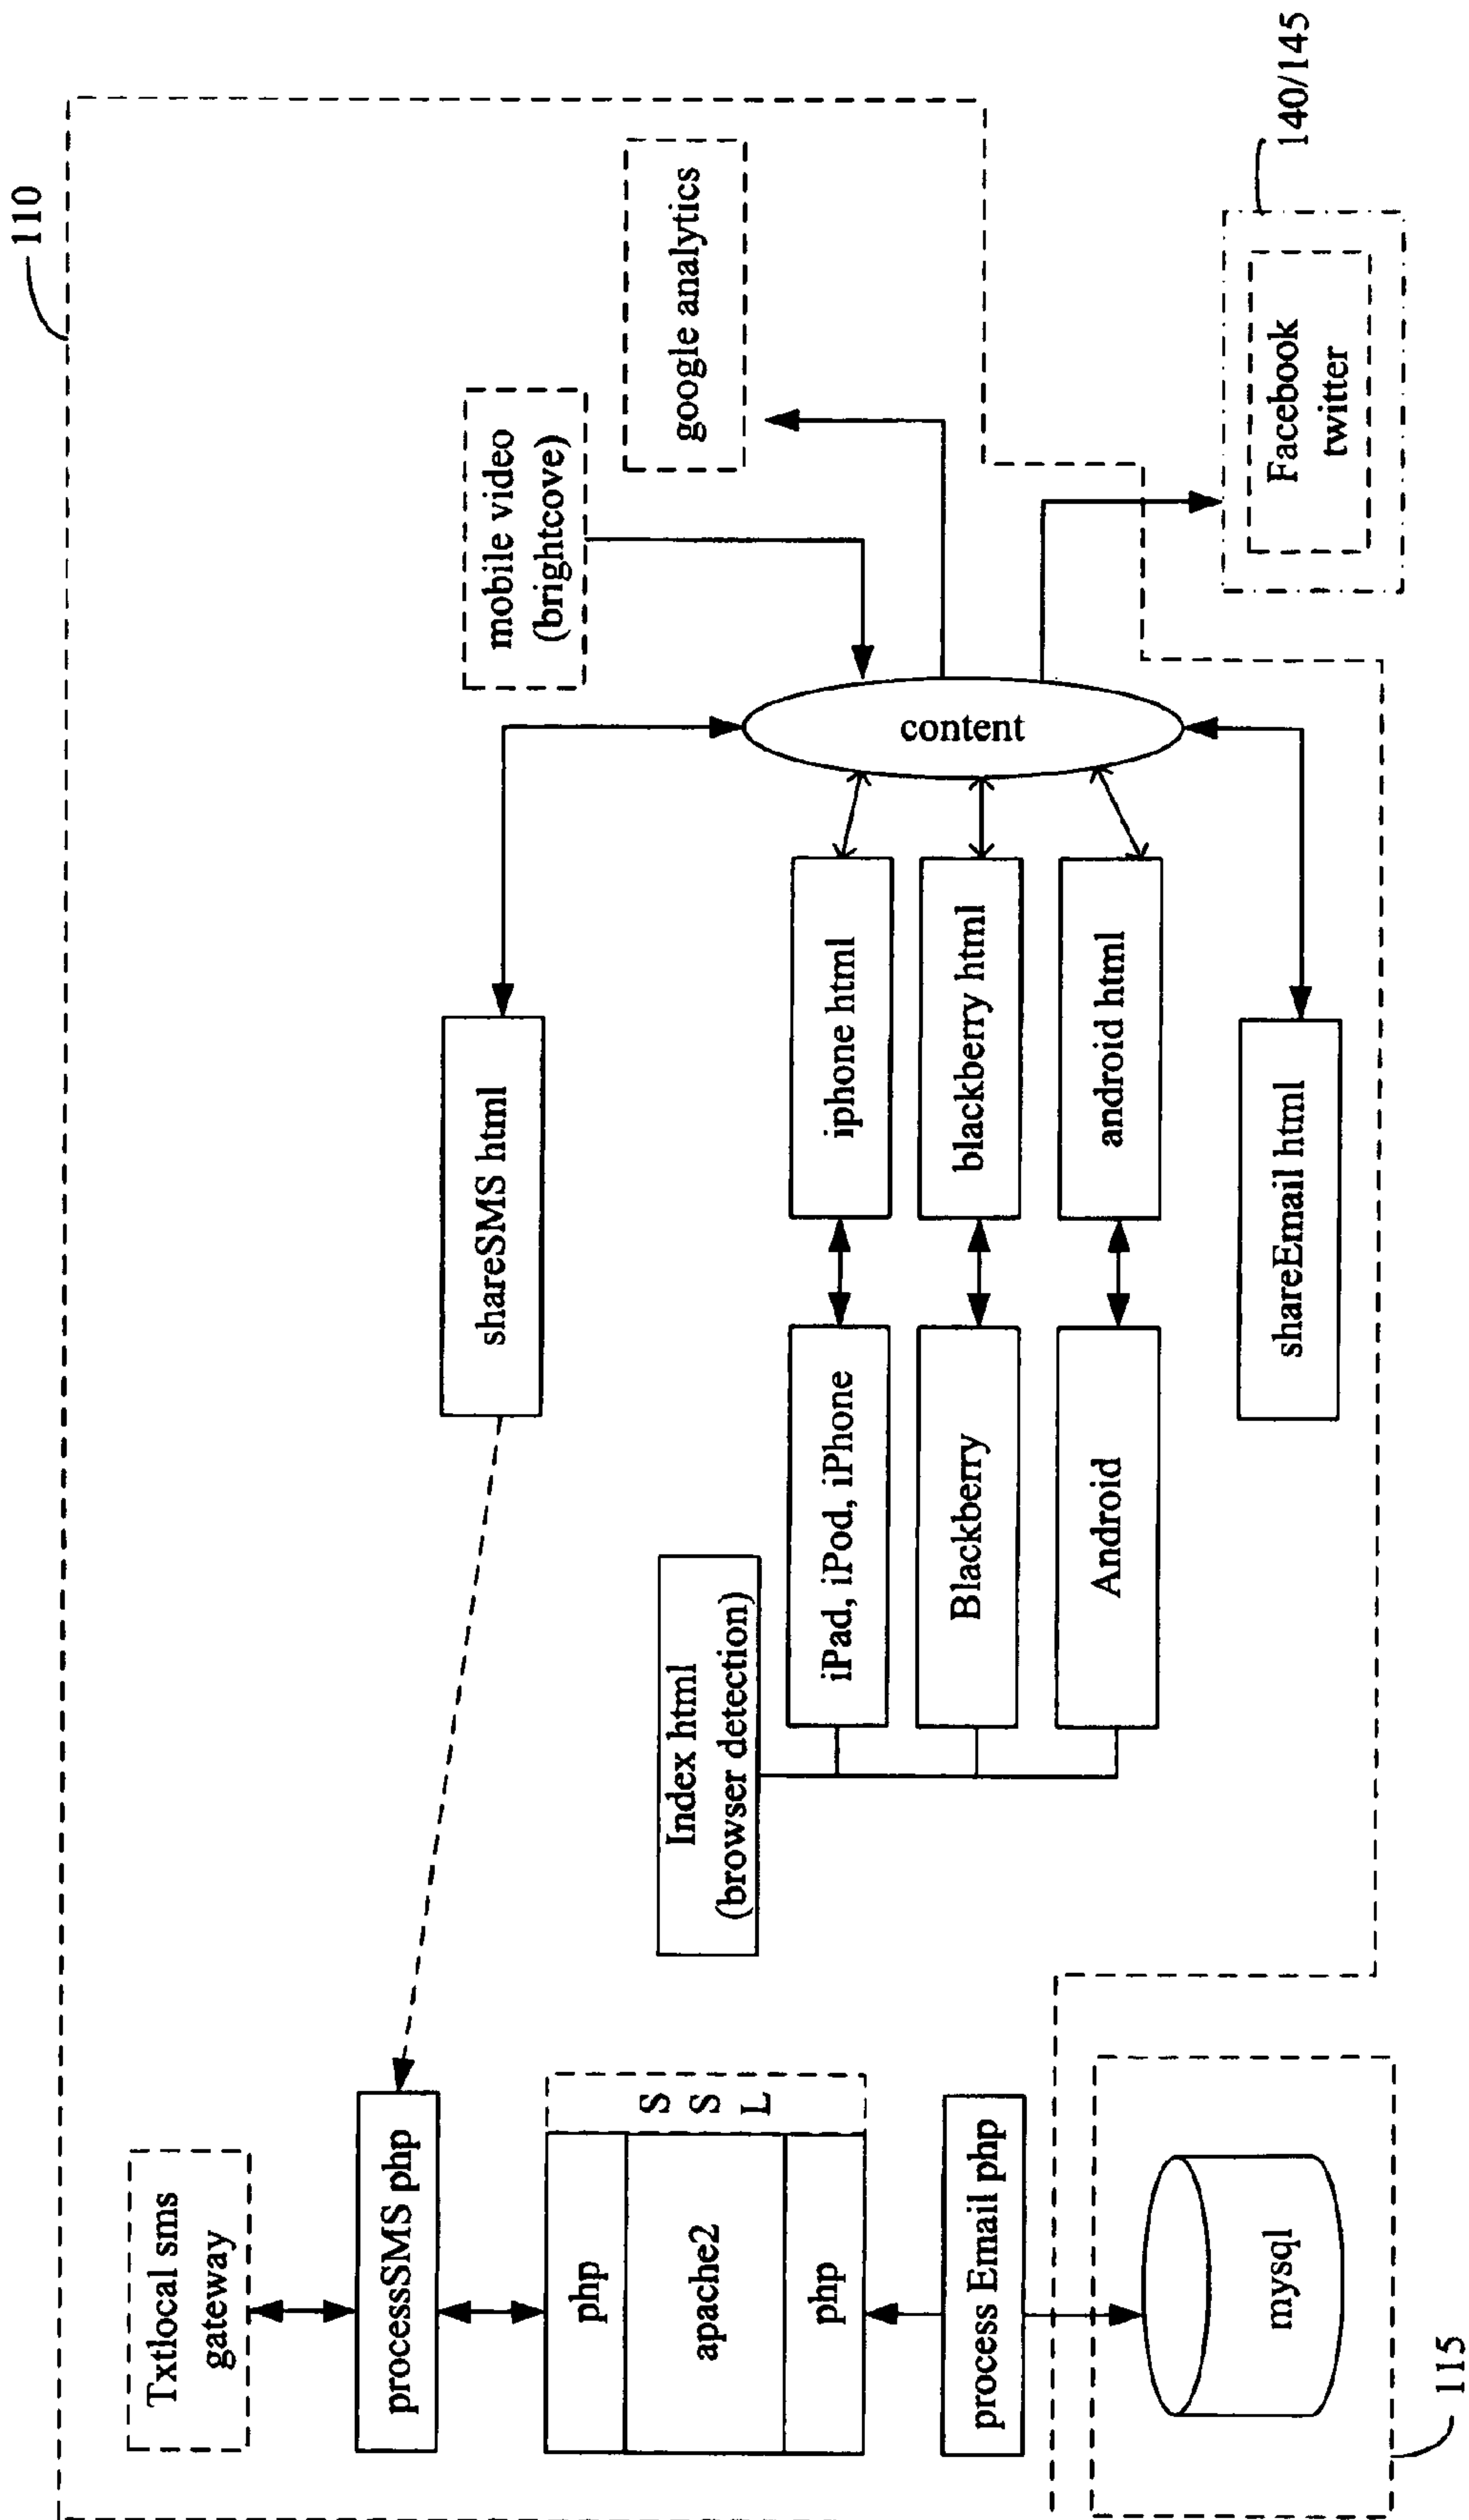 110
Txtlocal sms
gateway
processSMS php
php
apache2
php
S
S
L
process Email php
mysql
115
Index html
(browser detection)
iPad, iPod, iPhone
Blackberry
Android
shareSMS html
iphone html
blackberry html
android html
shareEmail html
content
mobile video
(brightcove)
google analytics
Facebook
twitter
140/145